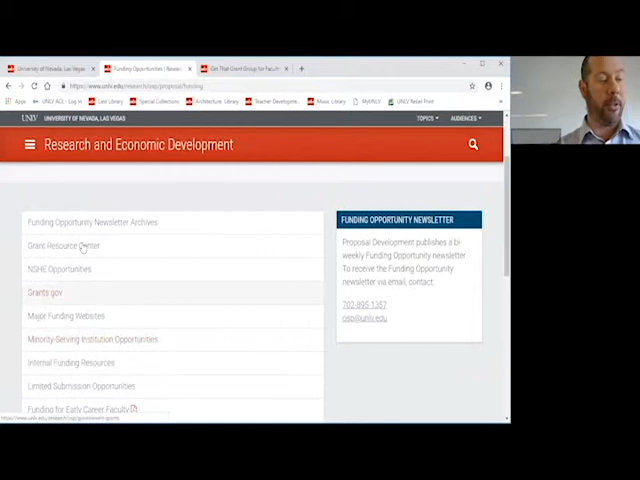 University of Nevada, Las Vegas
Funding Opportunities | Resea
Get That Grant Group for Facult
https://www.unlv.edu/research/osp/proposal/funding
Apps UNLV ACE - Log in Lied Library Special Collections Architecture Library Teacher Developme... Music Library MyUNLV UNLV Retail Print
UNLV UNIVERSITY OF NEVADA, LAS VEGAS TOPICS AUDIENCES
Research and Economic Development
Funding Opportunity Newsletter Archives
Grant Resource Center
NSHE Opportunities
Grants.gov
Major Funding Websites
Minority-Serving Institution Opportunities
Internal Funding Resources
Limited Submission Opportunities
Funding for Early Career Faculty
FUNDING OPPORTUNITY NEWSLETTER
Proposal Development publishes a bi-
weekly Funding Opportunity newsletter.
To receive the Funding Opportunity
newsletter via email, contact:
702-895-1357
osp@unlv.edu